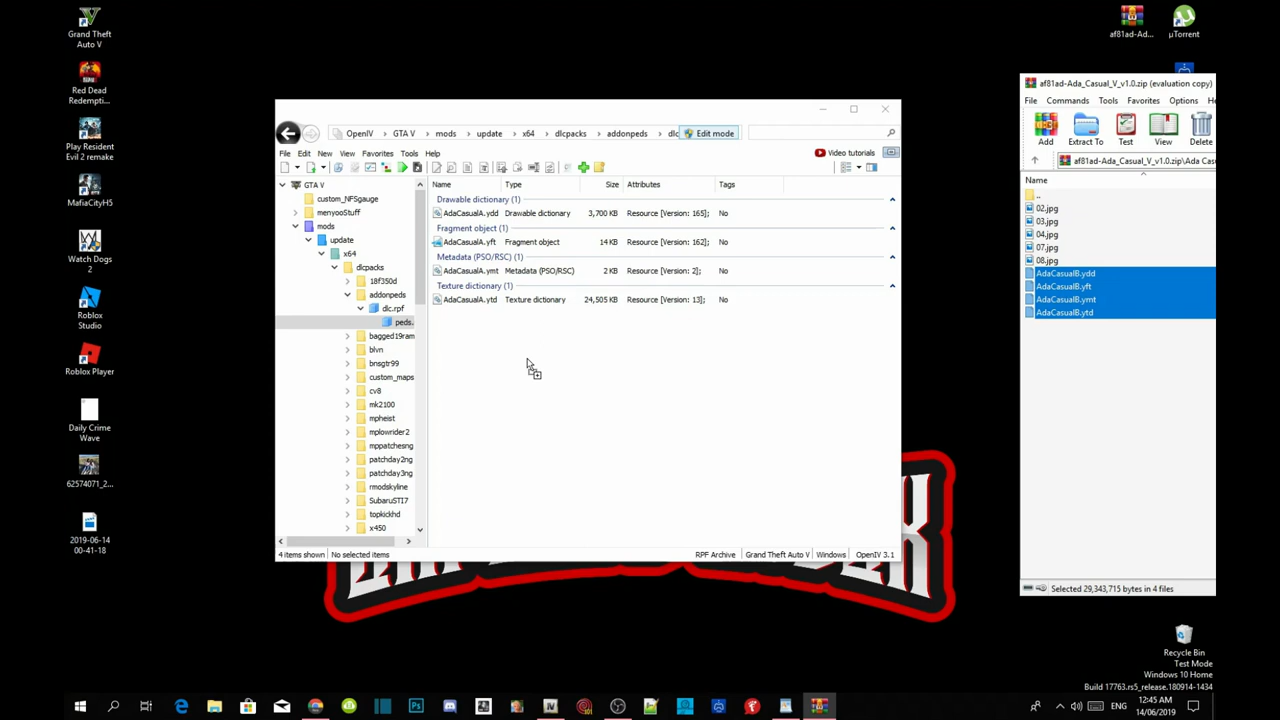 Grand Theft
Auto V
Red Dead
Redempti...
Play Resident
Evil 2 remake
MafiaCityH5
Watch Dogs
2
Roblox
Studio
Roblox Player
Daily Crime
Wave
62574071_2...
2019-06-14
00-41-18
af81ad-Ad...
µTorrent
OpenIV
GTA V
mods
update
x64
dlcpacks
addonpeds
dlc
Edit mode
File Edit New View Favorites Tools Help
Video tutorials
GTA V
custom_NFSgauge
menyooStuff
mods
update
x64
dlcpacks
18f350d
addonpeds
dlc.rpf
peds.
bagged19ram
blvn
bnsgtr99
custom_maps
cv8
mk2100
mpheist
mplowrider2
mppatchesng
patchday2ng
patchday3ng
rmodskyline
SubaruSTI7
topkickhd
x450
Name Type Size Attributes Tags
Drawable dictionary (1)
AdaCasualA.ydd Drawable dictionary 3,700 KB Resource [Version: 165]; No
Fragment object (1)
AdaCasualA.yft Fragment object 14 KB Resource [Version: 162]; No
Metadata (PSO/RSC) (1)
AdaCasualA.ymt Metadata (PSO/RSC) 2 KB Resource [Version: 2]; No
Texture dictionary (1)
AdaCasualA.ytd Texture dictionary 24,505 KB Resource [Version: 13]; No
4 items shown No selected items RPF Archive Grand Theft Auto V Windows OpenIV 3.1
af81ad-Ada_Casual_V_v1.0.zip (evaluation copy)
File Commands Tools Favorites Options He
Add Extract To Test View Delete
af81ad-Ada_Casual_V_v1.0.zip\Ada Casu
Name
..
02.jpg
03.jpg
04.jpg
07.jpg
08.jpg
AdaCasualB.ydd
AdaCasualB.yft
AdaCasualB.ymt
AdaCasualB.ytd
Selected 29,343,715 bytes in 4 files
Recycle Bin
Test Mode
Windows 10 Home
Build 17763.rs5_release.180914-1434
ENG
12:45 AM
14/06/2019